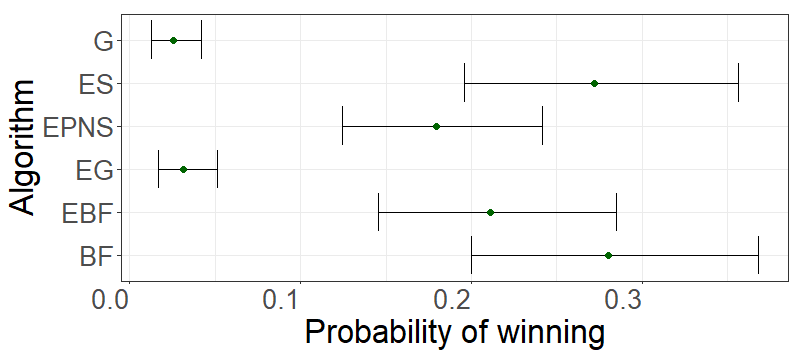 Algorithm
G
ES
EPNS
EG
EBF
BF
0.0 0.1 0.2 0.3
Probability of winning